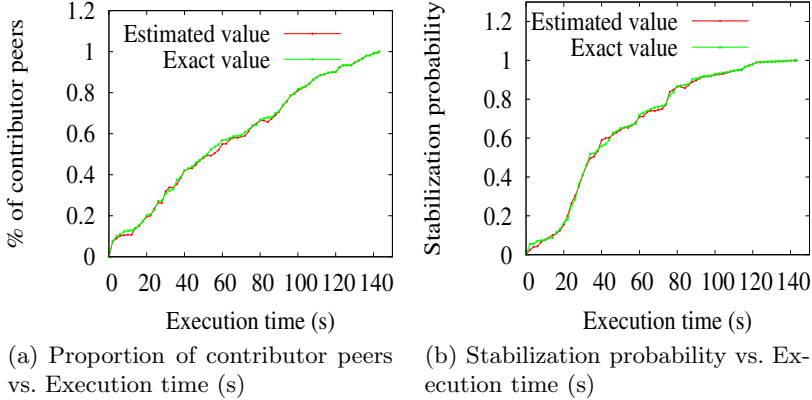 % of contributor peers
1.2
1
0.8
0.6
0.4
0.2
0
Estimated value
Exact value
0 20 40 60 80 100 120 140
Execution time (s)
(a) Proportion of contributor peers
vs. Execution time (s)
Stabilization probability
1.2
1
0.8
0.6
0.4
0.2
0
Estimated value
Exact value
0 20 40 60 80 100 120 140
Execution time (s)
(b) Stabilization probability vs. Ex-
ecution time (s)